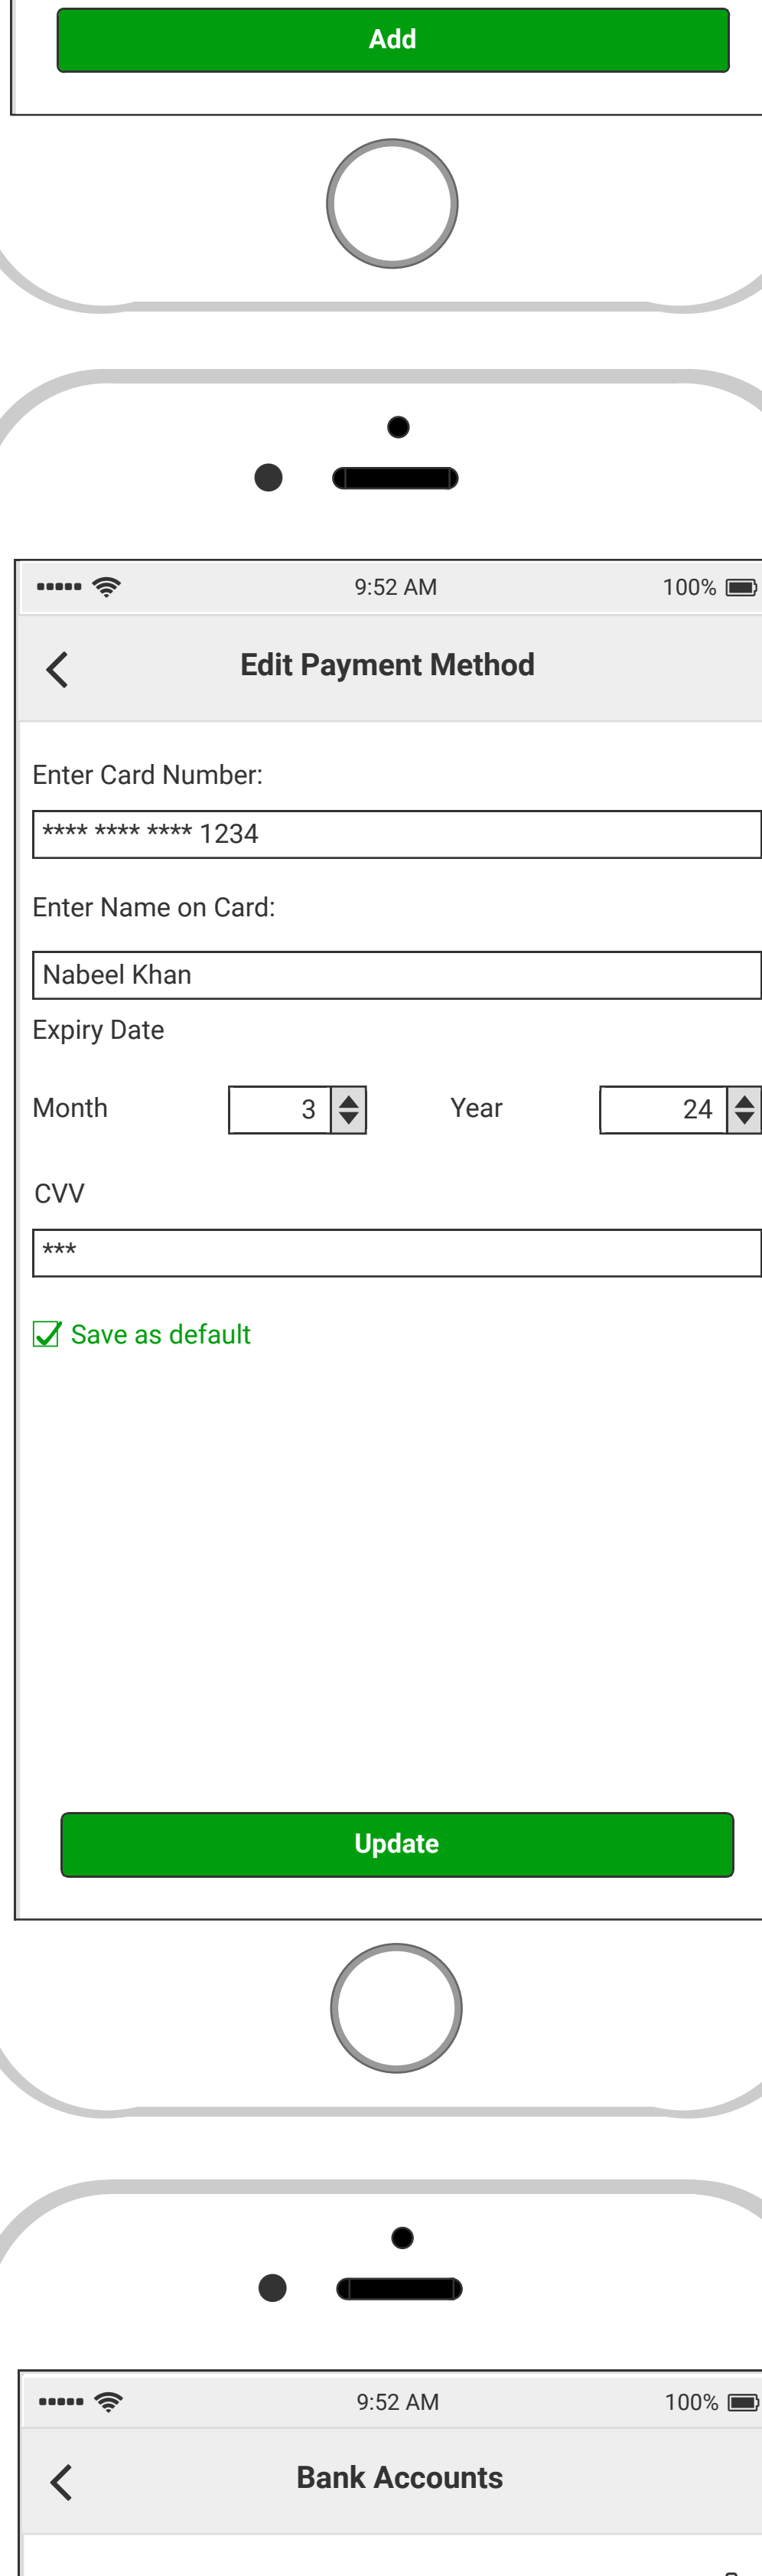 Add
9:52 AM 100%
Edit Payment Method
Enter Card Number:
**** **** **** 1234
Enter Name on Card:
Nabeel Khan
Expiry Date
Month 3 Year 24
CVV
***
Save as default
Update
9:52 AM 100%
Bank Accounts